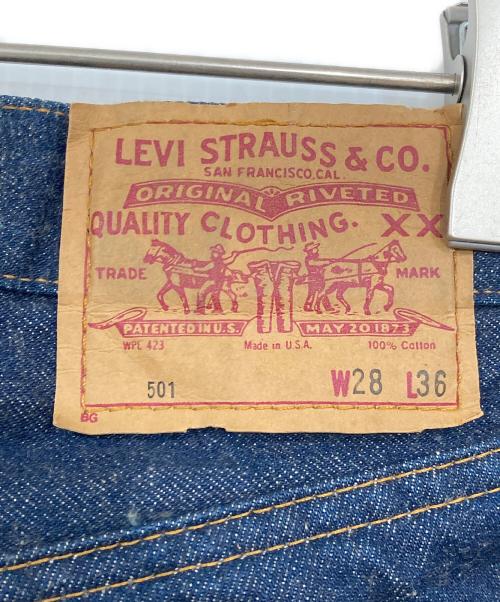 LEVI STRAUSS & CO.
SAN FRANCISCO, CAL.
ORIGINAL RIVETED
QUALITY CLOTHING. XX
TRADE MARK
PATENTED IN U.S. MAY 20 1873
WPL 423 Made in U.S.A. 100% Cotton
501 W28 L36
BG